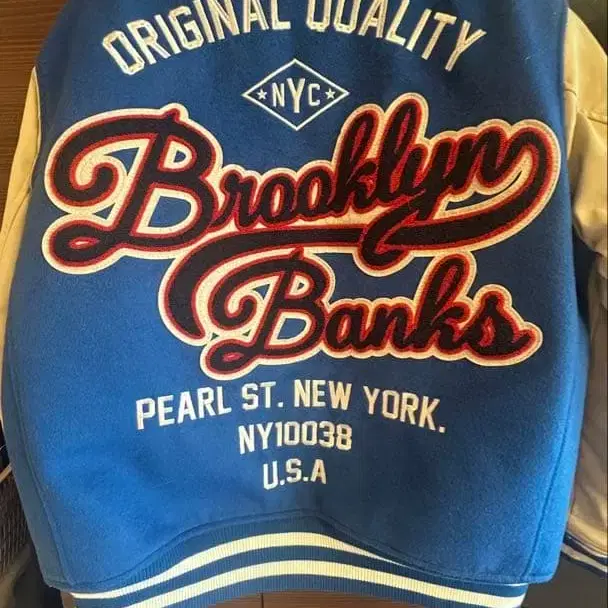 ORIGINAL QUALITY
NYC
Brooklyn
Banks
PEARL ST. NEW YORK.
NY10038
U.S.A